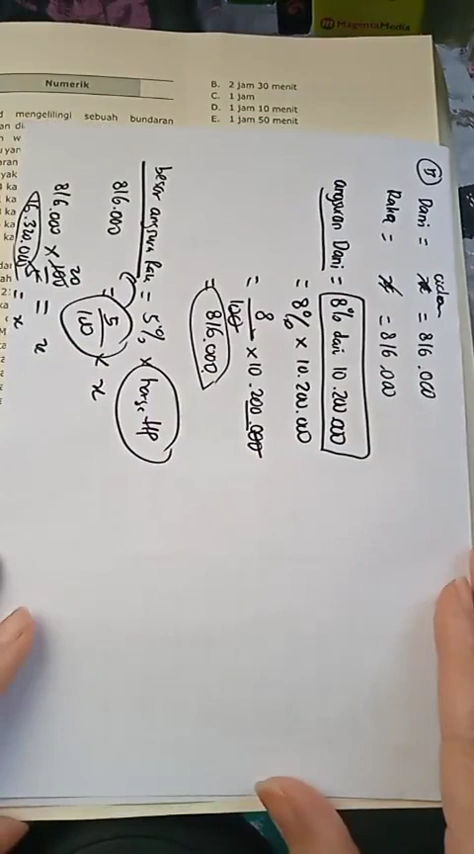 MagentaMedia
Numerik
mengelilingi sebuah bundaran
B. 2 jam 30 menit
C. 1 jam
D. 1 jam 10 menit
E. 1 jam 50 menit
cicilan
Dani = x = 816.000
Raka = x = 816.000
angsuran Dani = 8% dari 10.200.000
= 8% × 10.200.000
= 8/100 × 10.200.000
= 816.000
besar angsuran = 5% × harga HP
816.000 = 5/100 × x
816.000 × 100/5 = x
20
16.320.000 = x